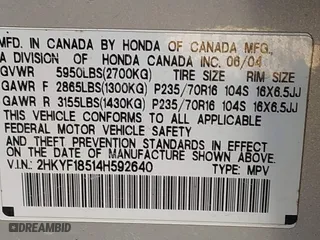 MFD. IN CANADA BY HONDA OF CANADA MFG.,
A DIVISION OF HONDA CANADA INC. 06/04
GVWR 5950LBS(2700KG) TIRE SIZE RIM SIZE
GAWR F 2865LBS(1300KG) P235/70R16 104S 16X6.5JJ
GAWR R 3155LBS(1430KG) P235/70R16 104S 16X6.5JJ
THIS VEHICLE CONFORMS TO ALL APPLICABLE
FEDERAL MOTOR VEHICLE SAFETY AND THEFT
PREVENTION STANDARDS IN EFFECT ON THE DATE
OF MANUFACTURE SHOWN ABOVE.
V.I.N.: 2HKYF18514H592640 TYPE: MPV
DREAMBID